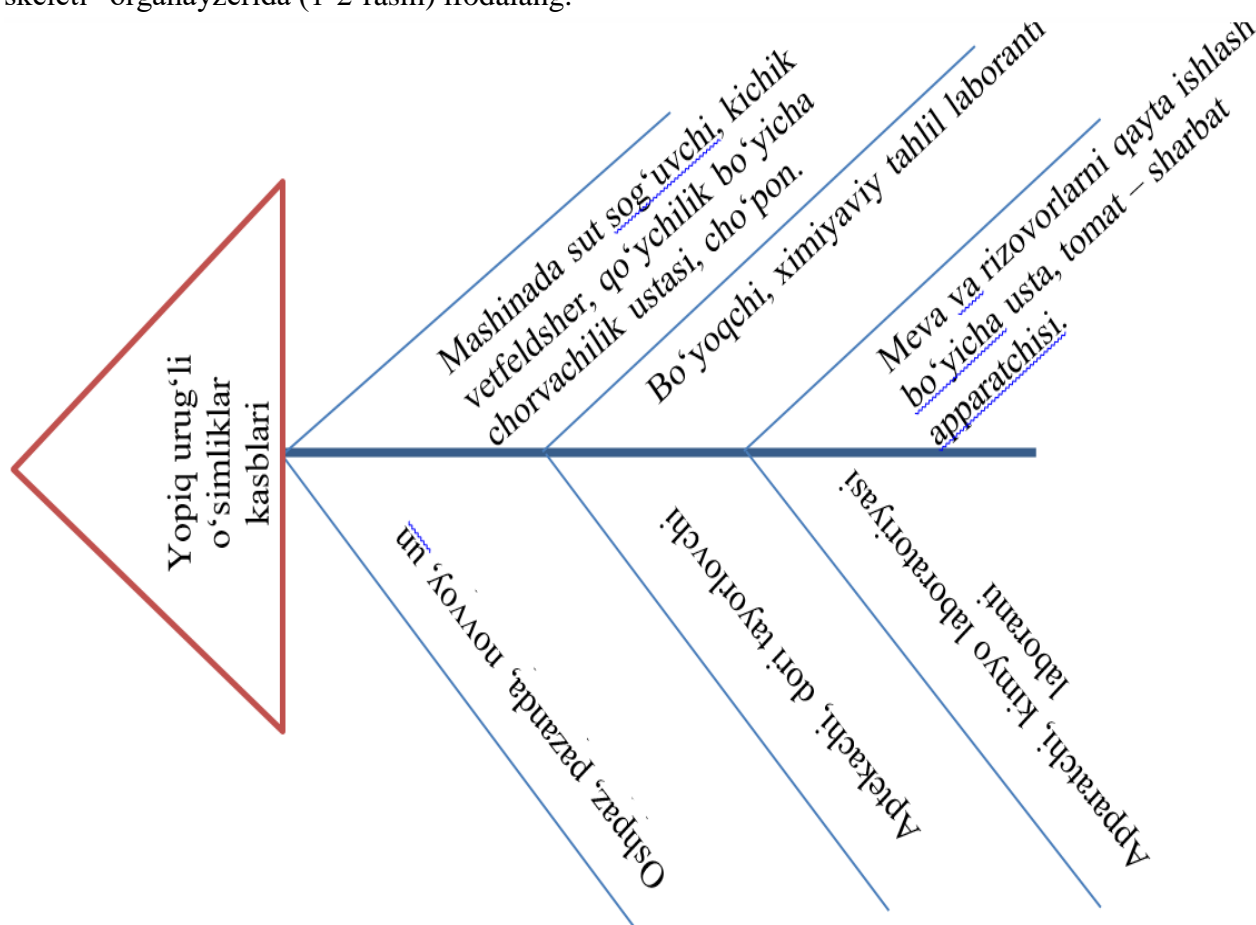 skeleti” organayzerida (1-2 rasm) ifodalang.
Yopiq urug‘li
o‘simliklar
kasblari
Mashinada sut sog‘uvchi, kichik
vetfeldsher, qo‘ychilik bo‘yicha
chorvachilik ustasi, cho‘pon.
Bo‘yoqchi, ximiyaviy tahlil laboranti
Meva va rizovorlarni qayta ishlash
bo‘yicha usta, tomat – sharbat
apparatchisi.
Oshpaz, pazanda, novvoy, un
Aptekachi, dori tayorlovchi
Apparatchi, kimyo laboratoriyasi
laboranti